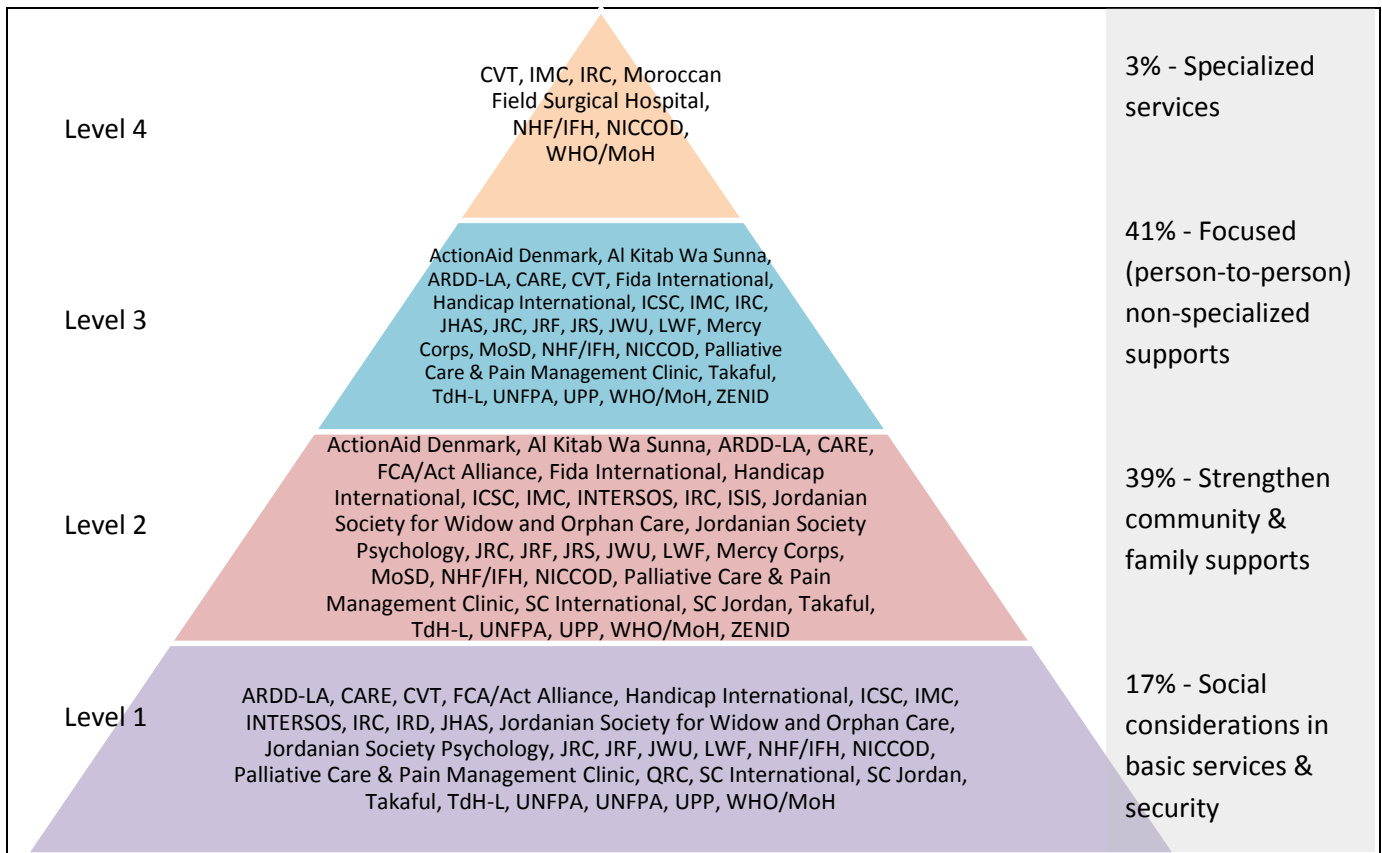 Level 4
CVT, IMC, IRC, Moroccan
Field Surgical Hospital,
NHF/IFH, NICCOD,
WHO/MoH
3% - Specialized
services
Level 3
ActionAid Denmark, Al Kitab Wa Sunna,
ARDD-LA, CARE, CVT, Fida International,
Handicap International, ICSC, IMC, IRC,
JHAS, JRC, JRF, JRS, JWU, LWF, Mercy
Corps, MoSD, NHF/IFH, NICCOD, Palliative
Care & Pain Management Clinic, Takaful,
TdH-L, UNFPA, UPP, WHO/MoH, ZENID
41% - Focused
(person-to-person)
non-specialized
supports
Level 2
ActionAid Denmark, Al Kitab Wa Sunna, ARDD-LA, CARE,
FCA/Act Alliance, Fida International, Handicap
International, ICSC, IMC, INTERSOS, IRC, ISIS, Jordanian
Society for Widow and Orphan Care, Jordanian Society
Psychology, JRC, JRF, JRS, JWU, LWF, Mercy Corps,
MoSD, NHF/IFH, NICCOD, Palliative Care & Pain
Management Clinic, SC International, SC Jordan, Takaful,
TdH-L, UNFPA, UPP, WHO/MoH, ZENID
39% - Strengthen
community &
family supports
Level 1
ARDD-LA, CARE, CVT, FCA/Act Alliance, Handicap International, ICSC, IMC,
INTERSOS, IRC, IRD, JHAS, Jordanian Society for Widow and Orphan Care,
Jordanian Society Psychology, JRC, JRF, JWU, LWF, NHF/IFH, NICCOD,
Palliative Care & Pain Management Clinic, QRC, SC International, SC Jordan,
Takaful, TdH-L, UNFPA, UNFPA, UPP, WHO/MoH
17% - Social
considerations in
basic services &
security